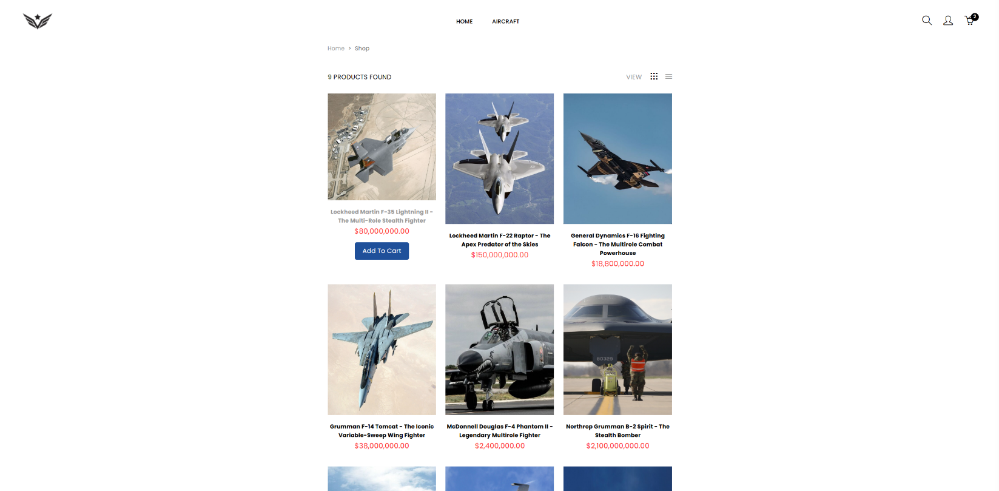 HOME AIRCRAFT
2
Home > Shop
9 PRODUCTS FOUND
VIEW
Lockheed Martin F-35 Lightning II -
The Multi-Role Stealth Fighter
$80,000,000.00
Add To Cart
Lockheed Martin F-22 Raptor - The
Apex Predator of the Skies
$150,000,000.00
General Dynamics F-16 Fighting
Falcon - The Multirole Combat
Powerhouse
$18,800,000.00
80329
Grumman F-14 Tomcat - The Iconic
Variable-Sweep Wing Fighter
$38,000,000.00
McDonnell Douglas F-4 Phantom II -
Legendary Multirole Fighter
$2,400,000.00
Northrop Grumman B-2 Spirit - The
Stealth Bomber
$2,100,000,000.00